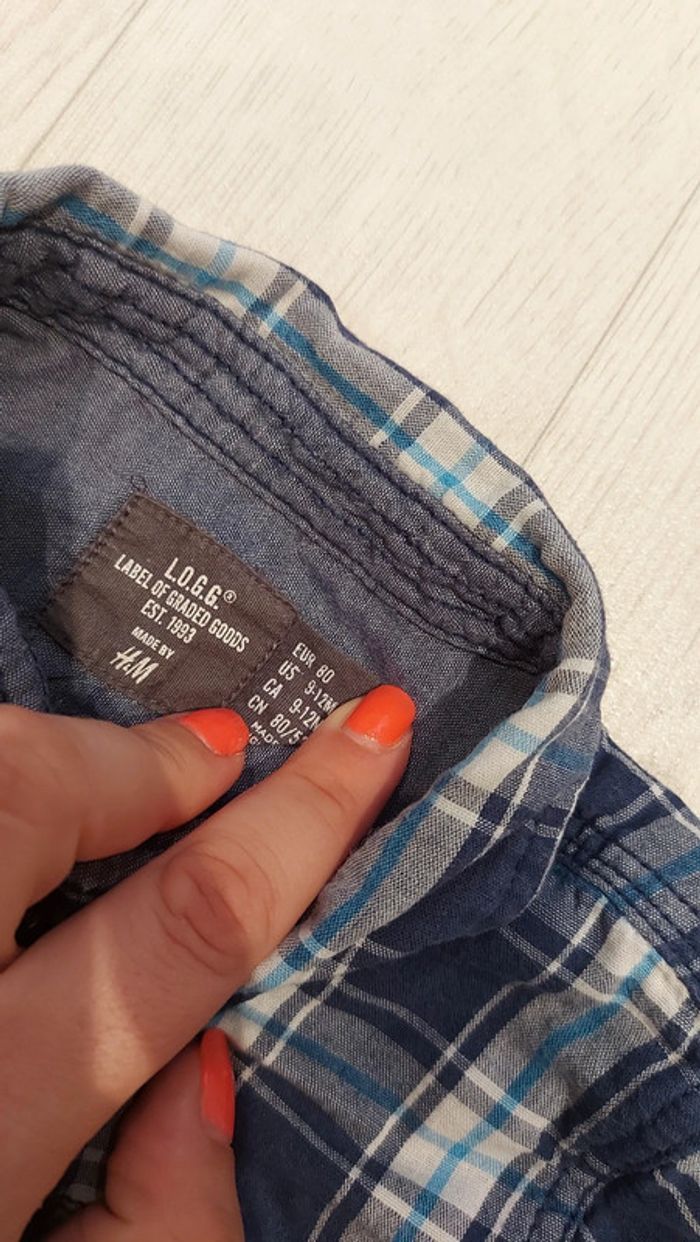 L.O.G.G.®
LABEL OF GRADED GOODS
EST. 1993
MADE BY
H&M
EUR 80
US 9-12M
CA 9-12M
CN 80/5